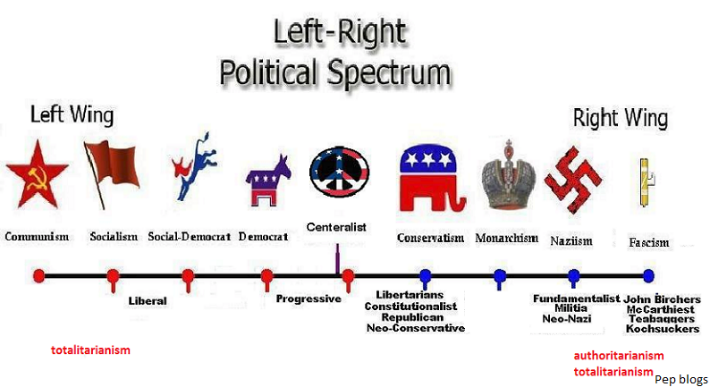 Left-Right
Political Spectrum
Left Wing
Right Wing
Communism
Socialism
Social-Democrat
Democrat
Centeralist
Conservatism
Monarchism
Naziism
Fascism
Liberal
Progressive
Libertarians
Constitutionalist
Republican
Neo-Conservative
Fundamentalist
Militia
Neo-Nazi
John Birchers
McCarthiest
Teabaggers
Kochsuckers
totalitarianism
authoritarianism
totalitarianism
Pep blogs